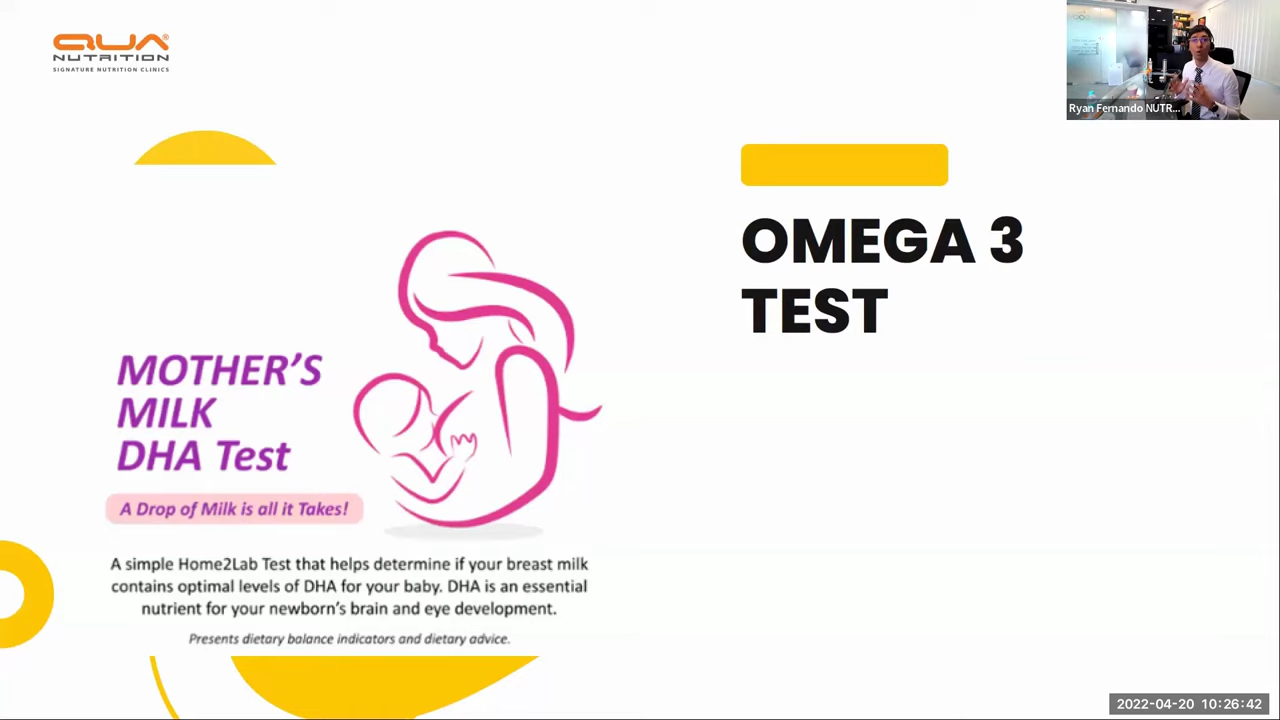 QUA
NUTRITION
SIGNATURE NUTRITION CLINICS
Ryan Fernando NUTR...
OMEGA 3
TEST
MOTHER'S
MILK
DHA Test
A Drop of Milk is all it Takes!
A simple Home2Lab Test that helps determine if your breast milk
contains optimal levels of DHA for your baby. DHA is an essential
nutrient for your newborn's brain and eye development.
Presents dietary balance indicators and dietary advice.
2022-04-20 10:26:42